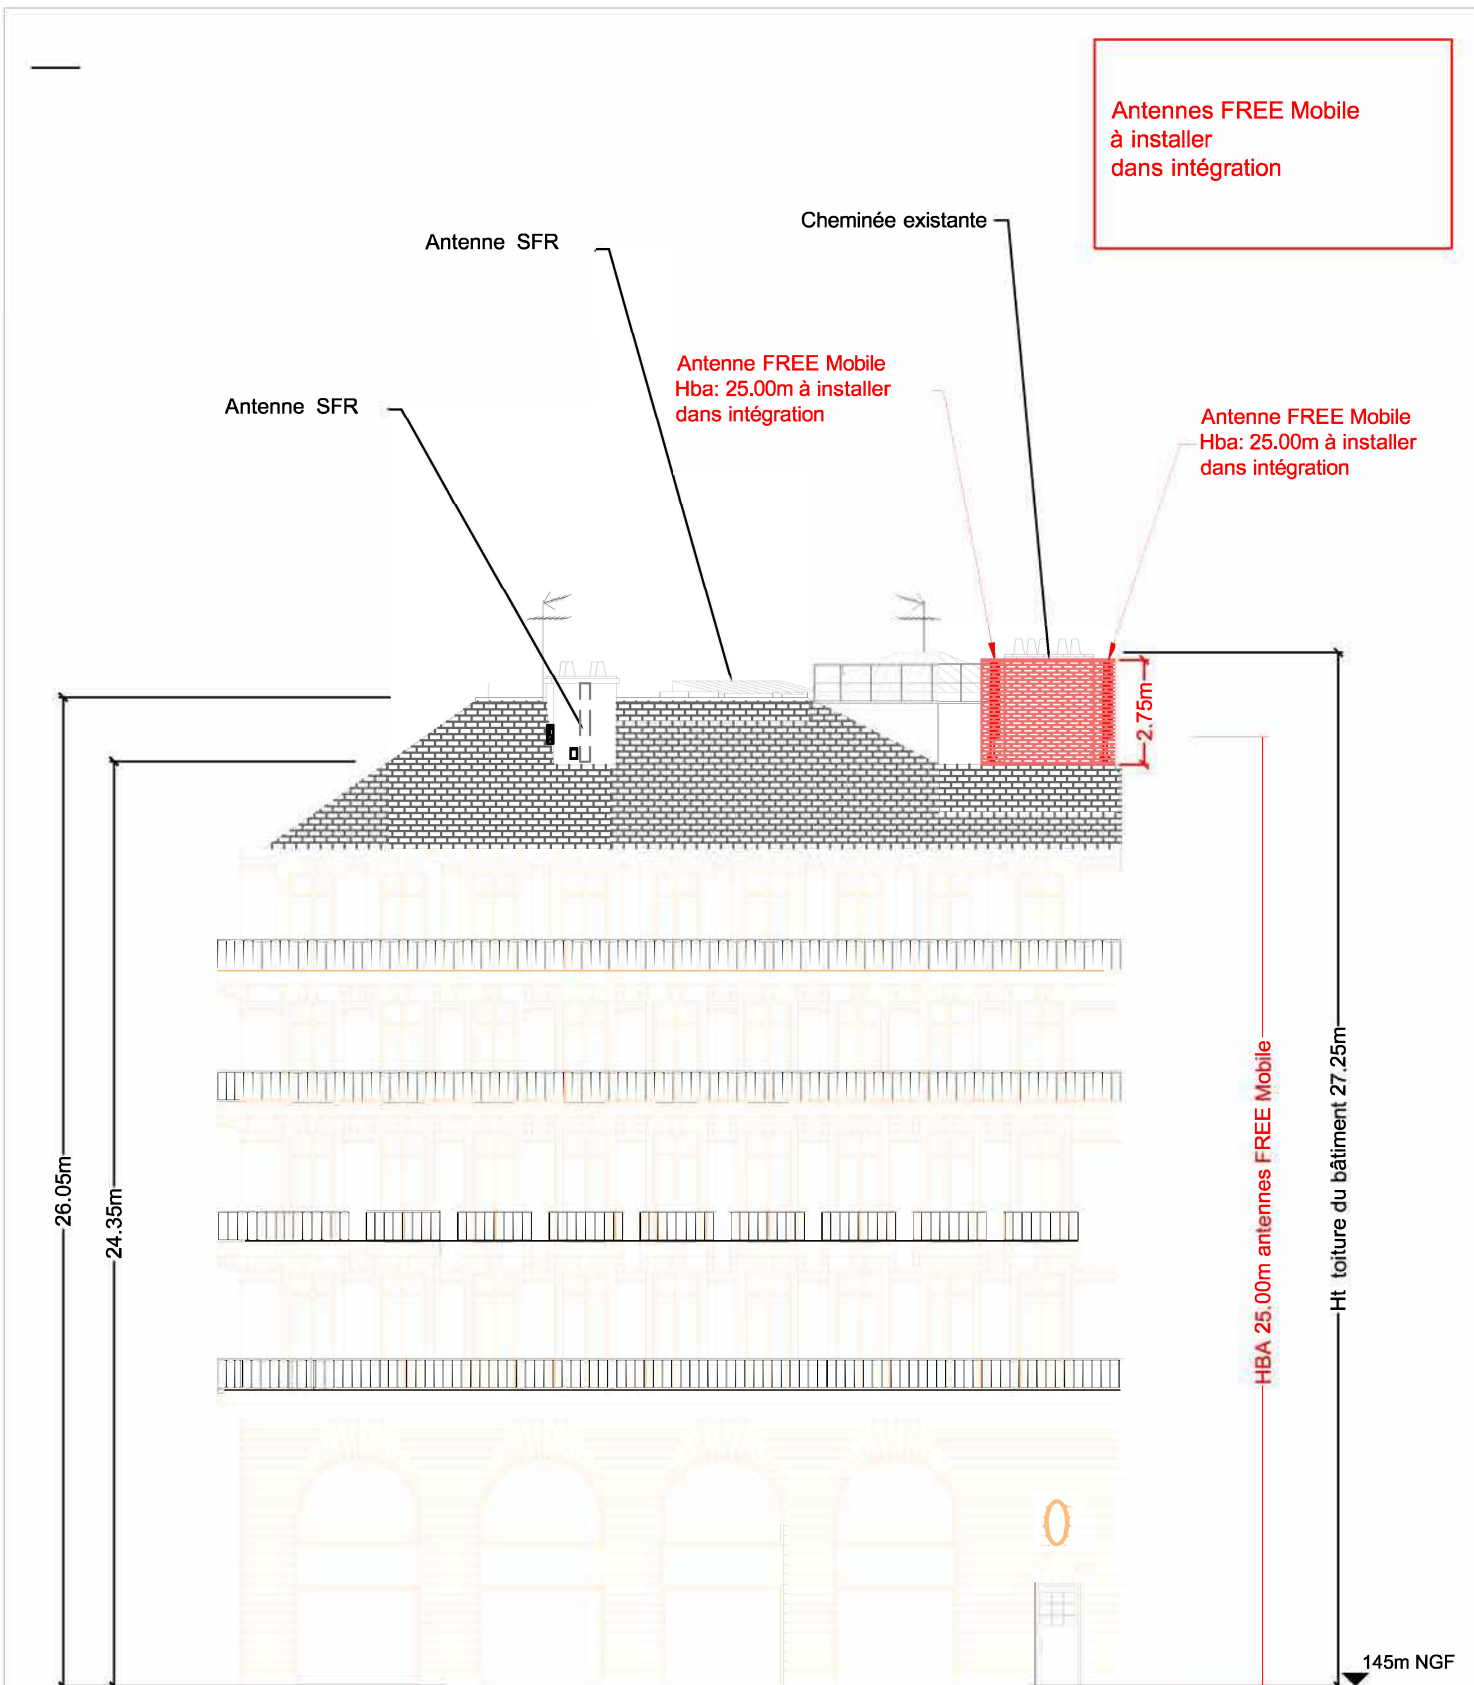 Antennes FREE Mobile
à installer
dans intégration
Cheminée existante
Antenne SFR
Antenne FREE Mobile
Hba: 25.00m à installer
dans intégration
Antenne SFR
Antenne FREE Mobile
Hba: 25.00m à installer
dans intégration
2.75m
26.05m
24.35m
HBA 25.00m antennes FREE Mobile
Ht toiture du bâtiment 27.25m
145m NGF